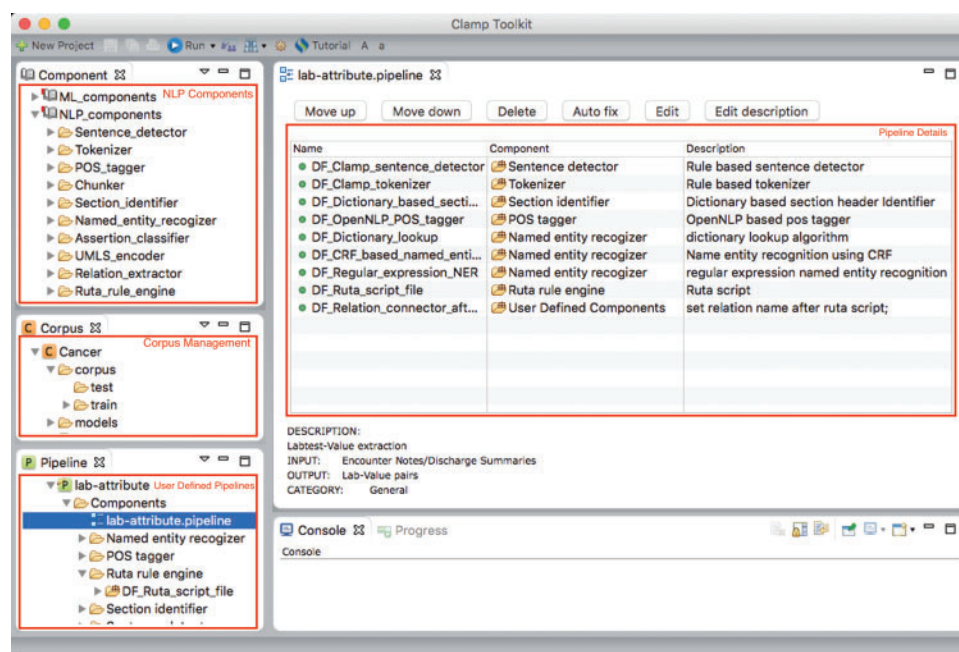 Clamp Toolkit
New Project Run Tutorial A a
Component
ML_components NLP Components
NLP_components
Sentence_detector
Tokenizer
POS_tagger
Chunker
Section_identifier
Named_entity_recogizer
Assertion_classifier
UMLS_encoder
Relation_extractor
Ruta_rule_engine
C Corpus
Corpus Management
C Cancer
corpus
test
train
models
P Pipeline
P lab-attribute User Defined Pipelines
Components
lab-attribute.pipeline
Named entity recogizer
POS tagger
Ruta rule engine
DF_Ruta_script_file
Section identifier
lab-attribute.pipeline
Move up Move down Delete Auto fix Edit Edit description
Pipeline Details
Name Component Description
DF_Clamp_sentence_detector Sentence detector Rule based sentence detector
DF_Clamp_tokenizer Tokenizer Rule based tokenizer
DF_Dictionary_based_secti... Section identifier Dictionary based section header Identifier
DF_OpenNLP_POS_tagger POS tagger OpenNLP based pos tagger
DF_Dictionary_lookup Named entity recogizer dictionary lookup algorithm
DF_CRF_based_named_enti... Named entity recogizer Name entity recognition using CRF
DF_Regular_expression_NER Named entity recogizer regular expression named entity recognition
DF_Ruta_script_file Ruta rule engine Ruta script
DF_Relation_connector_aft... User Defined Components set relation name after ruta script;
DESCRIPTION:
Labtest-Value extraction
INPUT: Encounter Notes/Discharge Summaries
OUTPUT: Lab-Value pairs
CATEGORY: General
Console Progress
Console